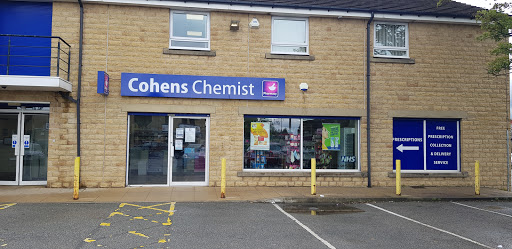 Cohens Chemist
NHS
PRESCRIPTIONS
FREE
PRESCRIPTION
COLLECTION
& DELIVERY
SERVICE